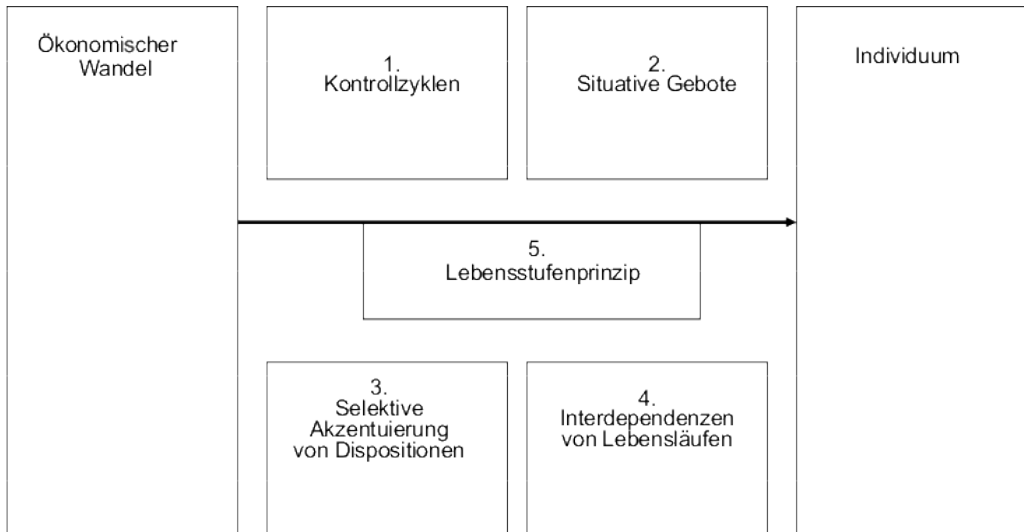 Ökonomischer
Wandel
1.
Kontrollzyklen
2.
Situative Gebote
Individuum
5.
Lebensstufenprinzip
3.
Selektive
Akzentuierung
von Dispositionen
4.
Interdependenzen
von Lebensläufen